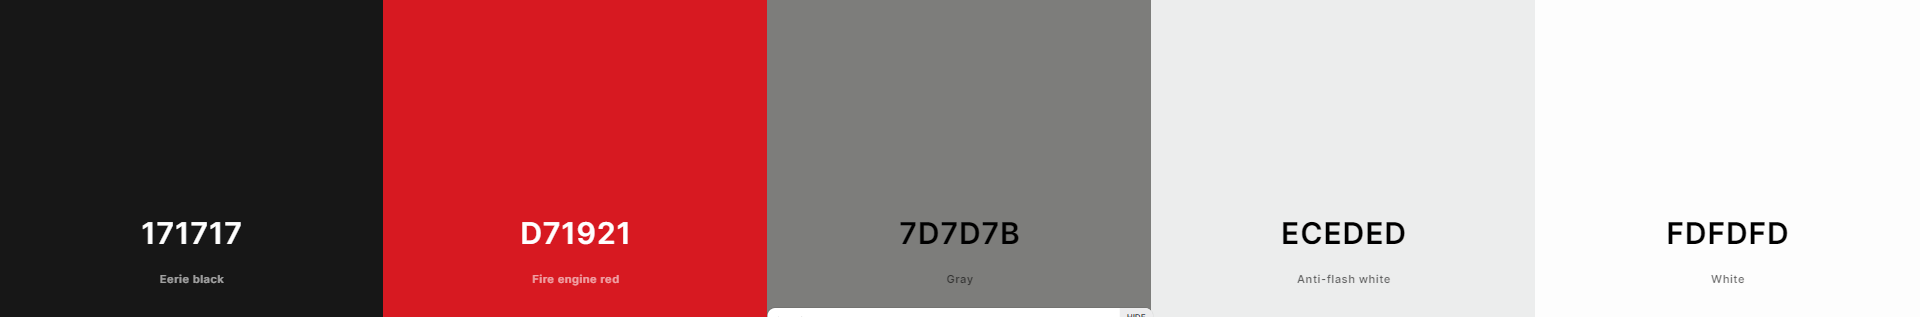 171717
Eerie black
D71921
Fire engine red
7D7D7B
Gray
ECEDED
Anti-flash white
FDFDFD
White